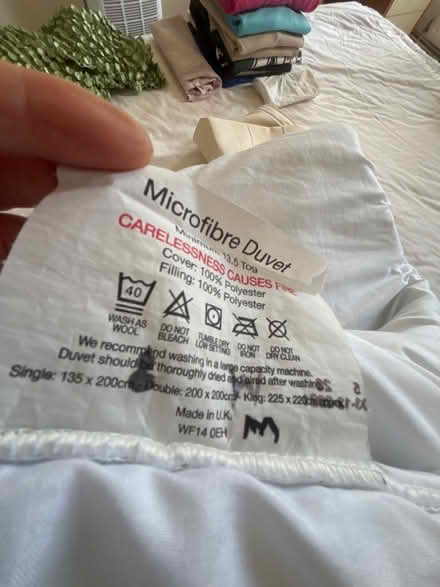 Microfibre Duvet
Minimum 13.5 Tog
CARELESSNESS CAUSES FIRE
Cover: 100% Polyester
Filling: 100% Polyester
40
WASH AS WOOL
DO NOT BLEACH
TUMBLE DRY LOW SETTING
DO NOT IRON
DO NOT DRY CLEAN
We recommend washing in a large capacity machine.
Duvet should be thoroughly dried and aired after washing
Single: 135 x 200cm - Double: 200 x 200cm - King: 225 x 220cm
Made in U.K.
WF14 0EH
M